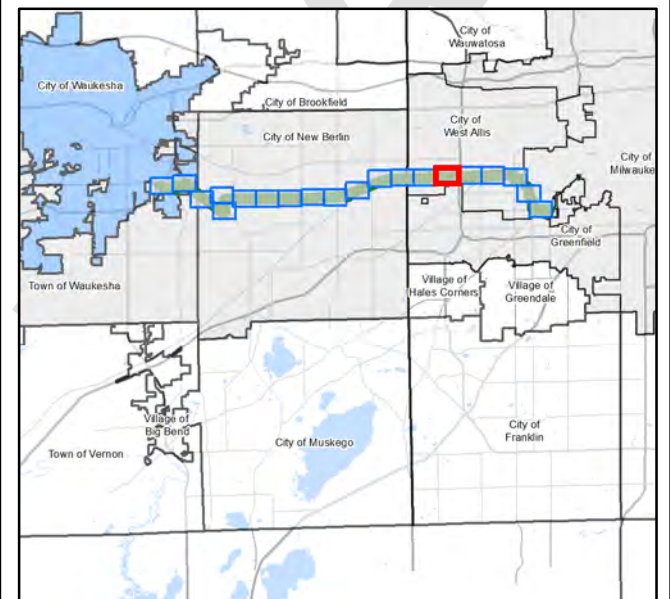 City of
Wauwatosa
City of Waukesha
City of Brookfield
City of New Berlin
City of
West Allis
City of
Milwauke
City of
Greenfield
Town of Waukesha
Village of
Hales Corners
Village of
Greendale
Village of
Big Bend
City of
Franklin
City of Muskego
Town of Vernon